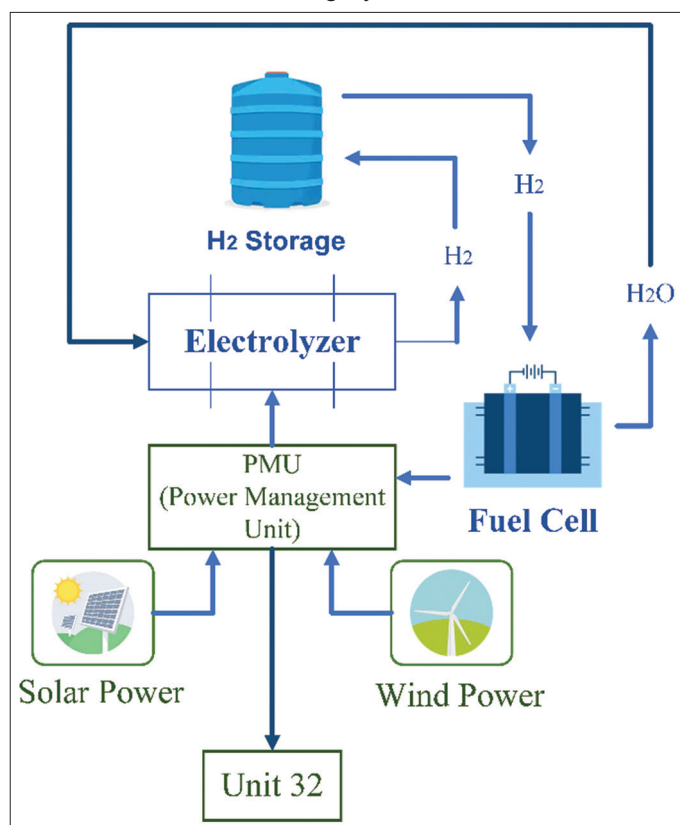 H2
H2 Storage
H2
H2O
Electrolyzer
+
-
PMU
(Power Management
Unit)
Fuel Cell
Solar Power
Wind Power
Unit 32